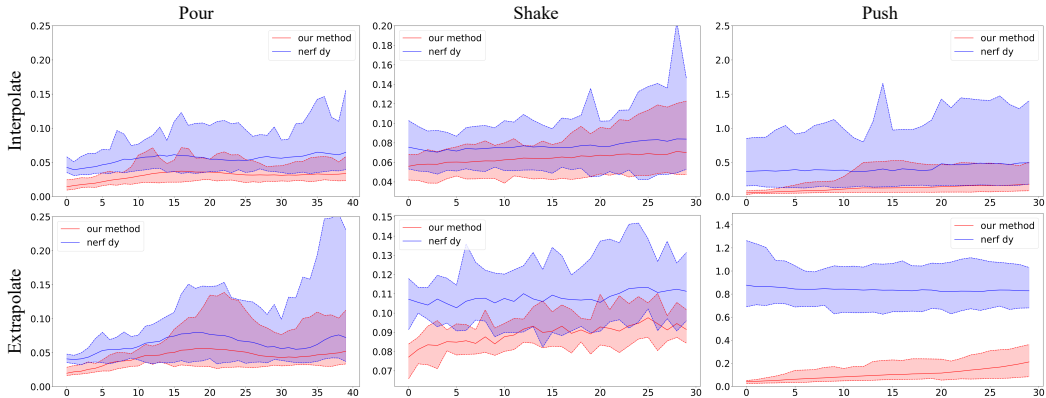 Pour Shake Push
Interpolate
0.25
0.20
0.15
0.10
0.05
0.00
0 5 10 15 20 25 30 35 40
our method
nerf dy
0.20
0.18
0.16
0.14
0.12
0.10
0.08
0.06
0.04
0 5 10 15 20 25 30
our method
nerf dy
2.5
2.0
1.5
1.0
0.5
0.0
0 5 10 15 20 25 30
our method
nerf dy
Extrapolate
0.25
0.20
0.15
0.10
0.05
0.00
0 5 10 15 20 25 30 35 40
our method
nerf dy
0.15
0.14
0.13
0.12
0.11
0.10
0.09
0.08
0.07
0 5 10 15 20 25 30
our method
nerf dy
1.4
1.2
1.0
0.8
0.6
0.4
0.2
0.0
0 5 10 15 20 25 30
our method
nerf dy